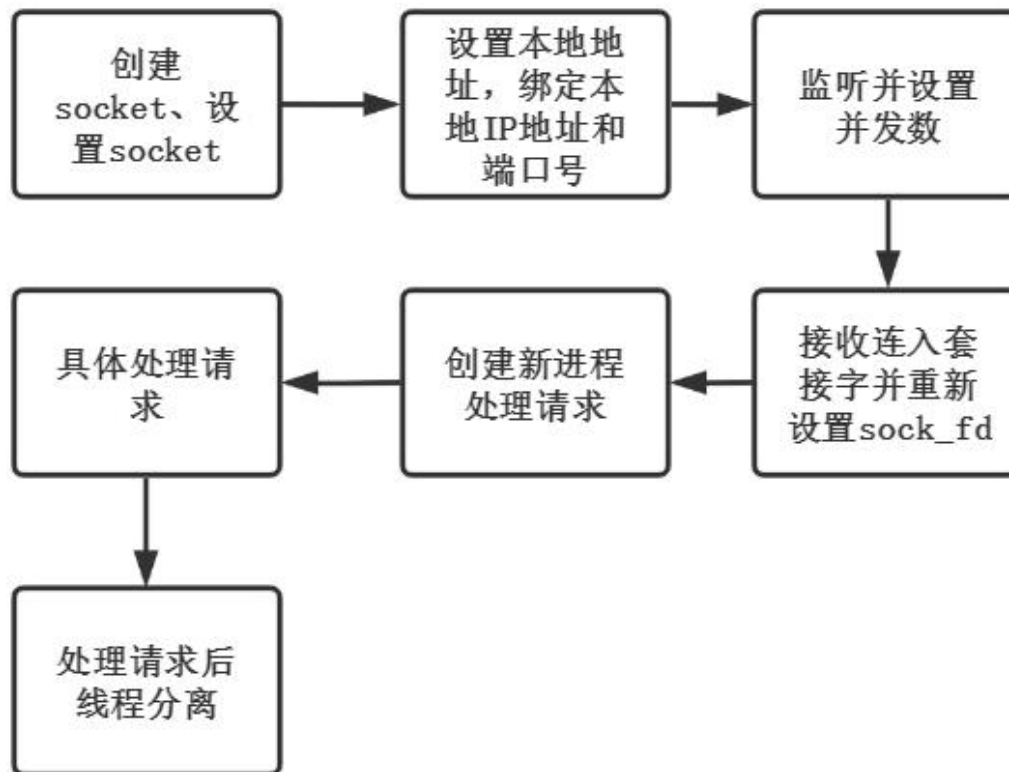 创建
socket、设
置socket
设置本地地
址，绑定本
地IP地址和
端口号
监听并设置
并发数
接收连入套
接字并重新
设置sock_fd
创建新进程
处理请求
具体处理请
求
处理请求后
线程分离